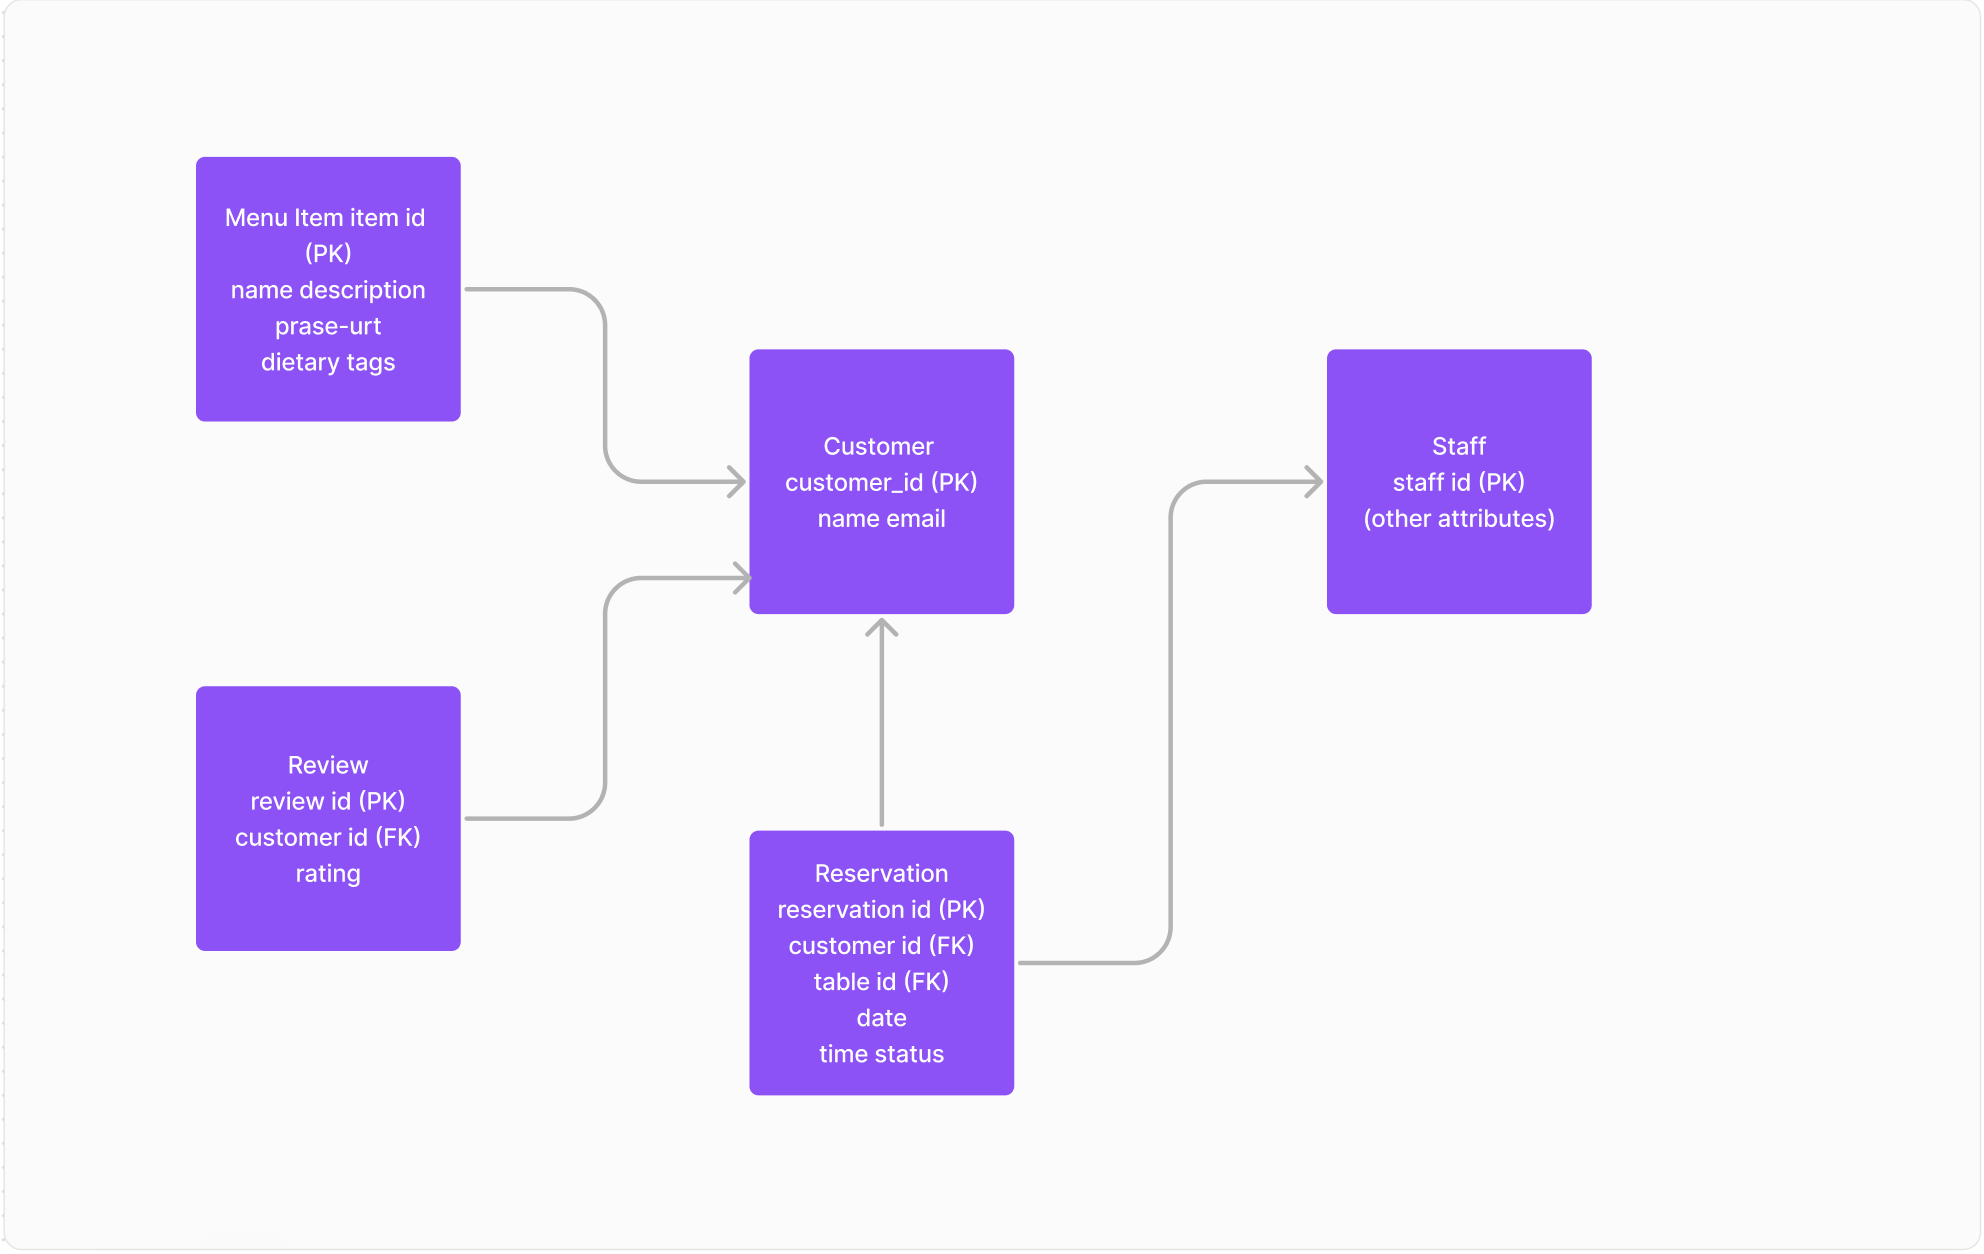 Menu Item item id
(PK)
name description
prase-urt
dietary tags
Customer
customer_id (PK)
name email
Staff
staff id (PK)
(other attributes)
Review
review id (PK)
customer id (FK)
rating
Reservation
reservation id (PK)
customer id (FK)
table id (FK)
date
time status